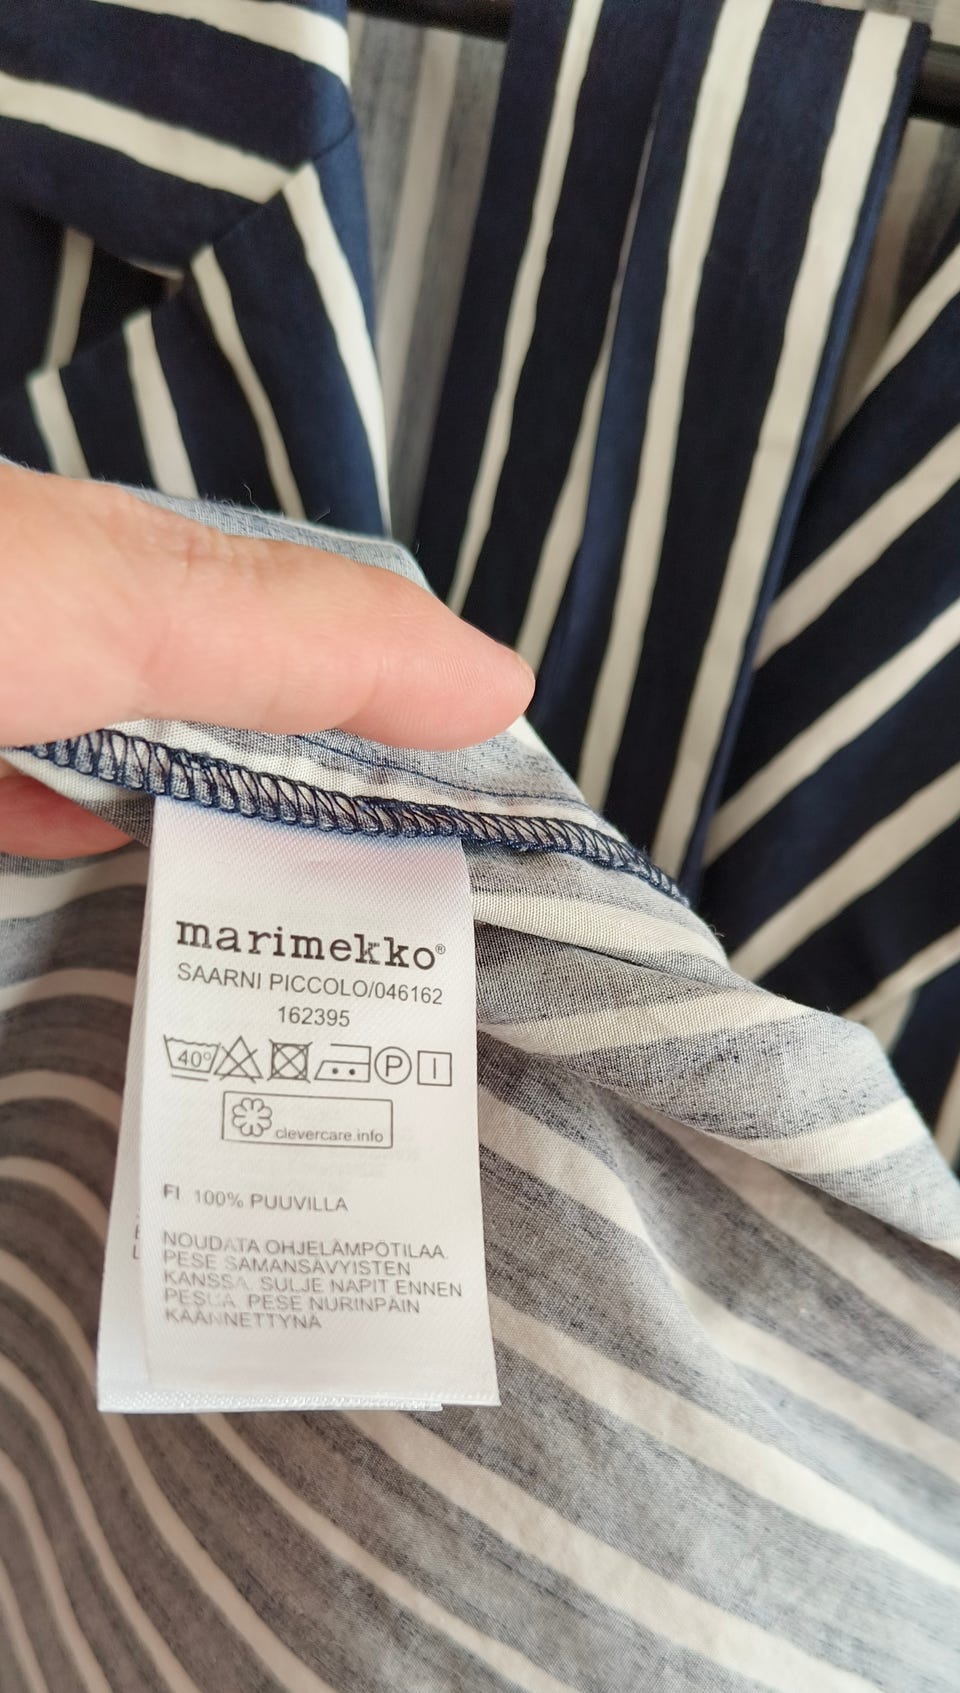 marimekko®
SAARNI PICCOLO/046162
162395
40° P
clevercare.info
FI 100% PUUVILLA
NOUDATA OHJELÄMPÖTILAA.
PESE SAMANSÄVYISTEN
KANSSA. SULJE NAPIT ENNEN
PESUA. PESE NURINPÄIN
KÄÄNNETTYNÄ